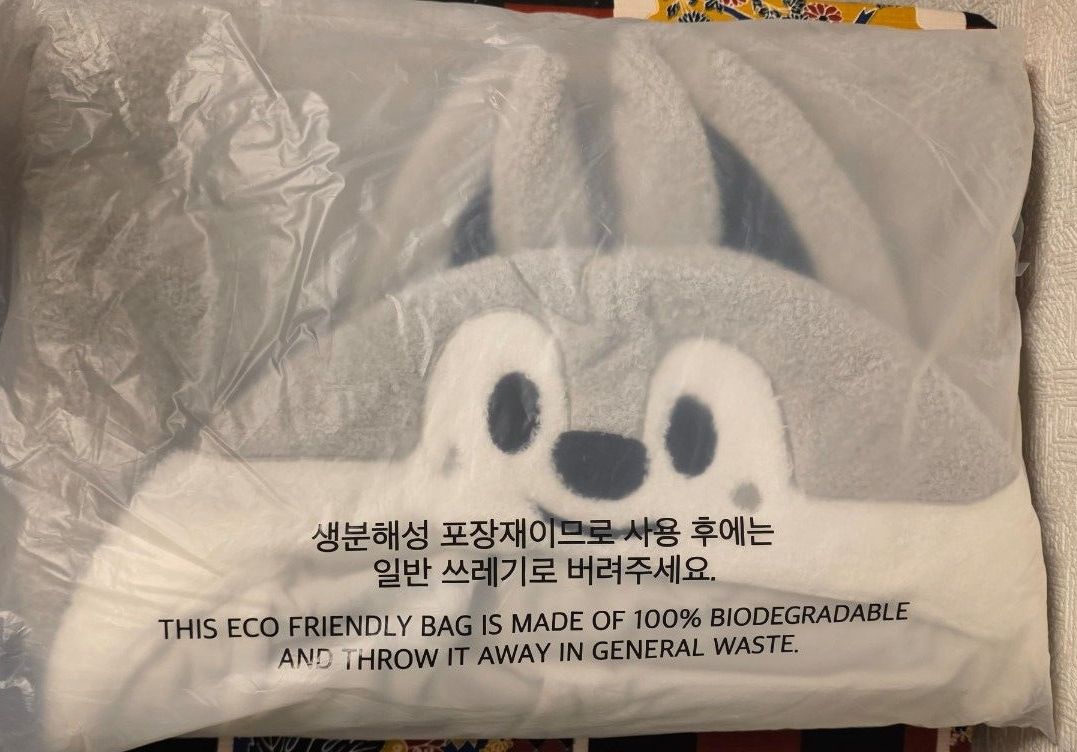 생분해성 포장재이므로 사용 후에는
일반 쓰레기로 버려주세요.
THIS ECO FRIENDLY BAG IS MADE OF 100% BIODEGRADABLE
AND THROW IT AWAY IN GENERAL WASTE.